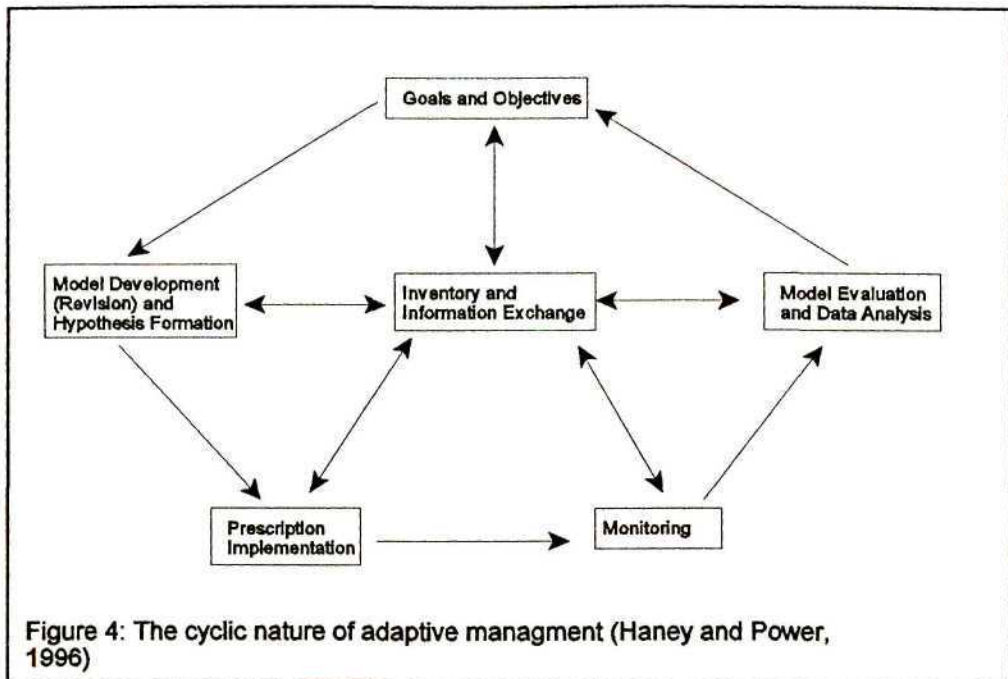 Goals and Objectives
Model Development
(Revision) and
Hypothesis Formation
Inventory and
Information Exchange
Model Evaluation
and Data Analysis
Prescription
Implementation
Monitoring
Figure 4: The cyclic nature of adaptive managment (Haney and Power,
1996)